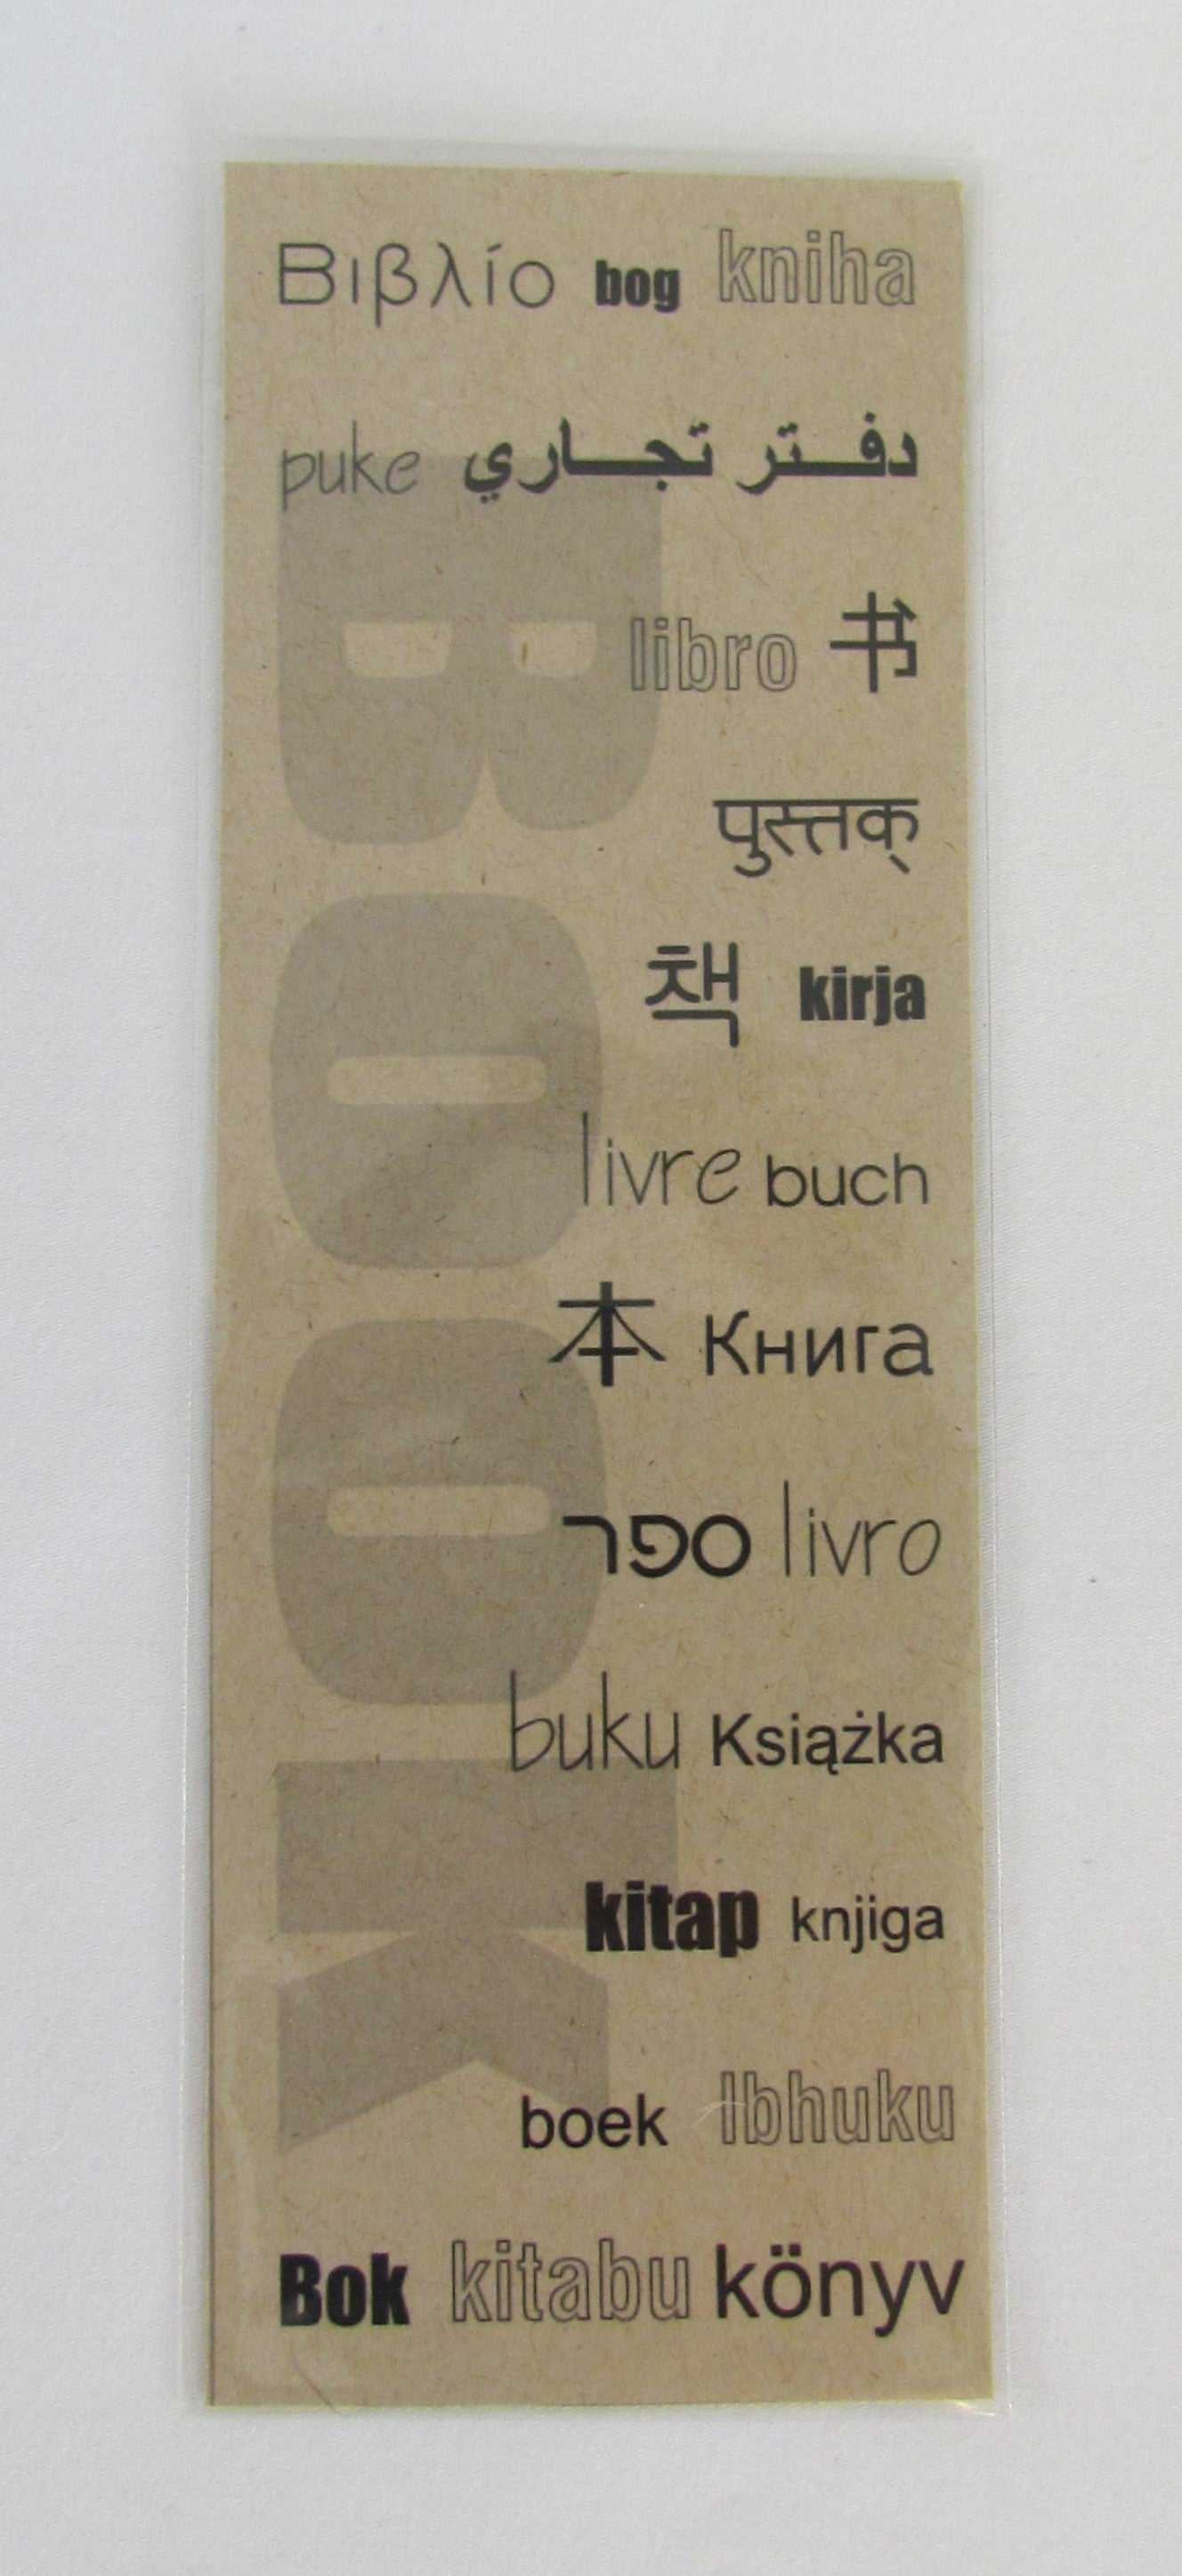 Βιβλίο bog kniha
puke دفتر تجاري
libro 书
पुस्तक्
책 kirja
livre buch
本 Книга
ספר livro
buku Książka
kitap knjiga
boek Ibhuku
Bok kitabu könyv
BOOK